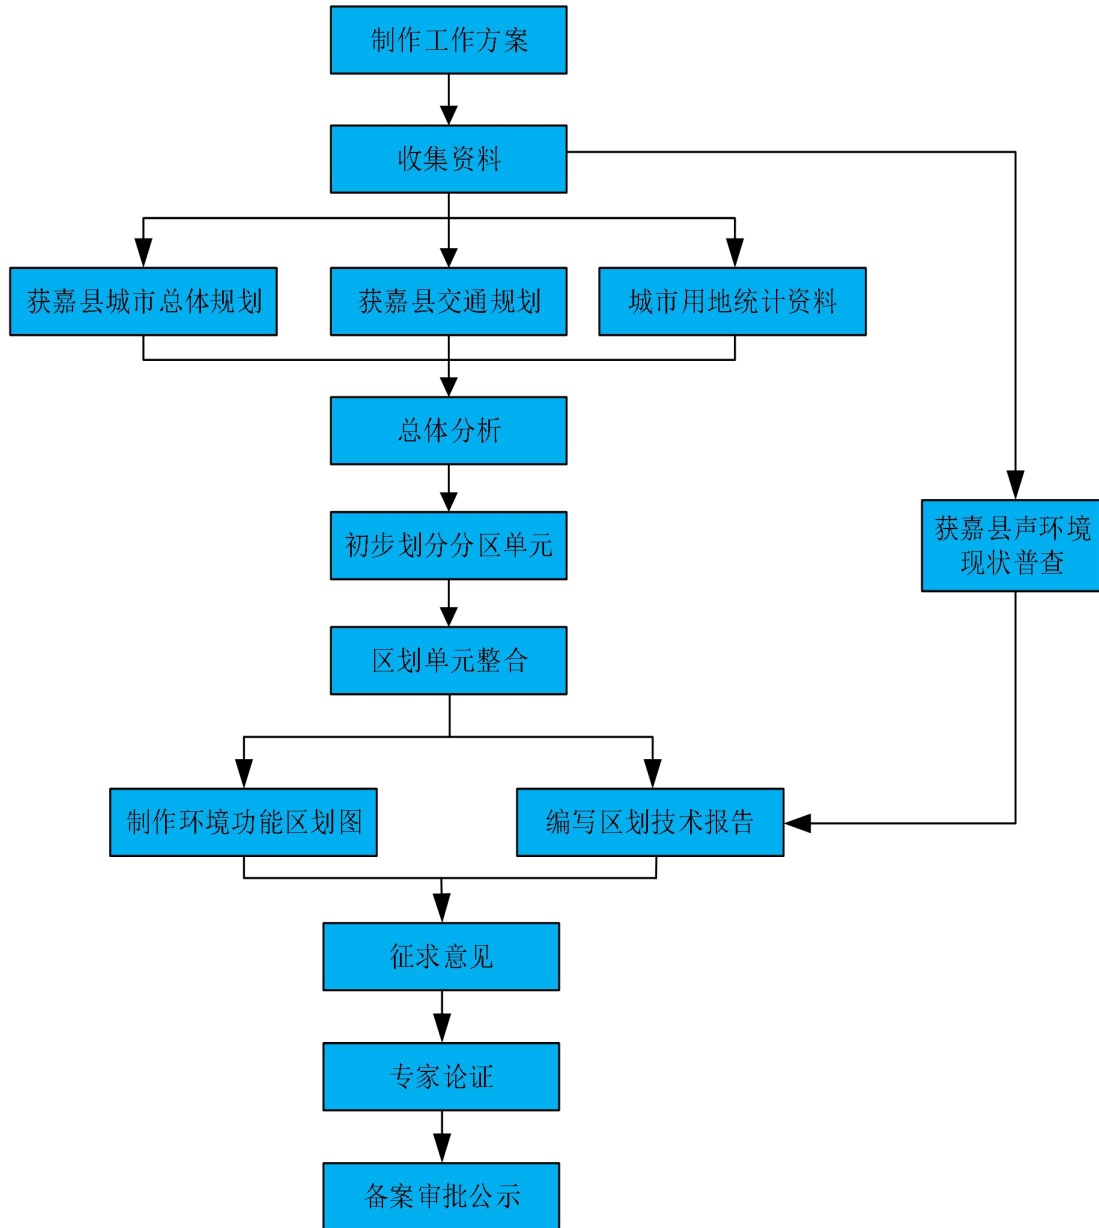 制作工作方案
收集资料
获嘉县城市总体规划
获嘉县交通规划
城市用地统计资料
总体分析
初步划分分区单元
获嘉县声环境
现状普查
区划单元整合
制作环境功能区划图
编写区划技术报告
征求意见
专家论证
备案审批公示